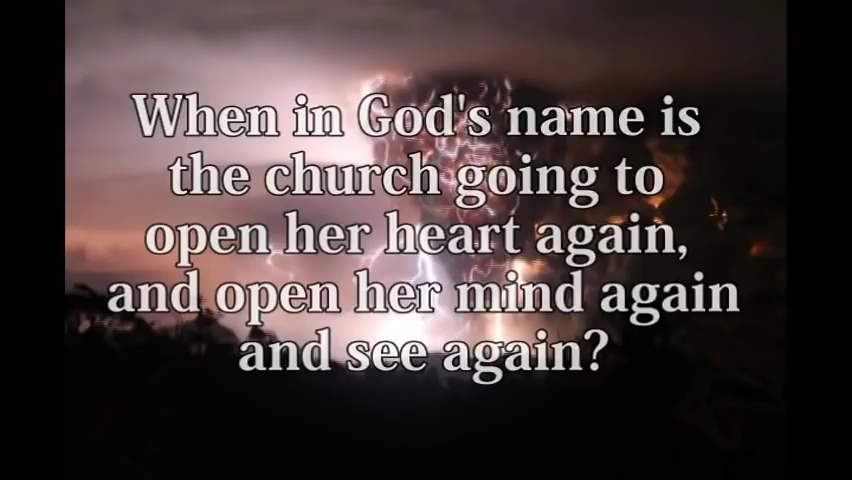 When in God's name is
the church going to
open her heart again,
and open her mind again
and see again?